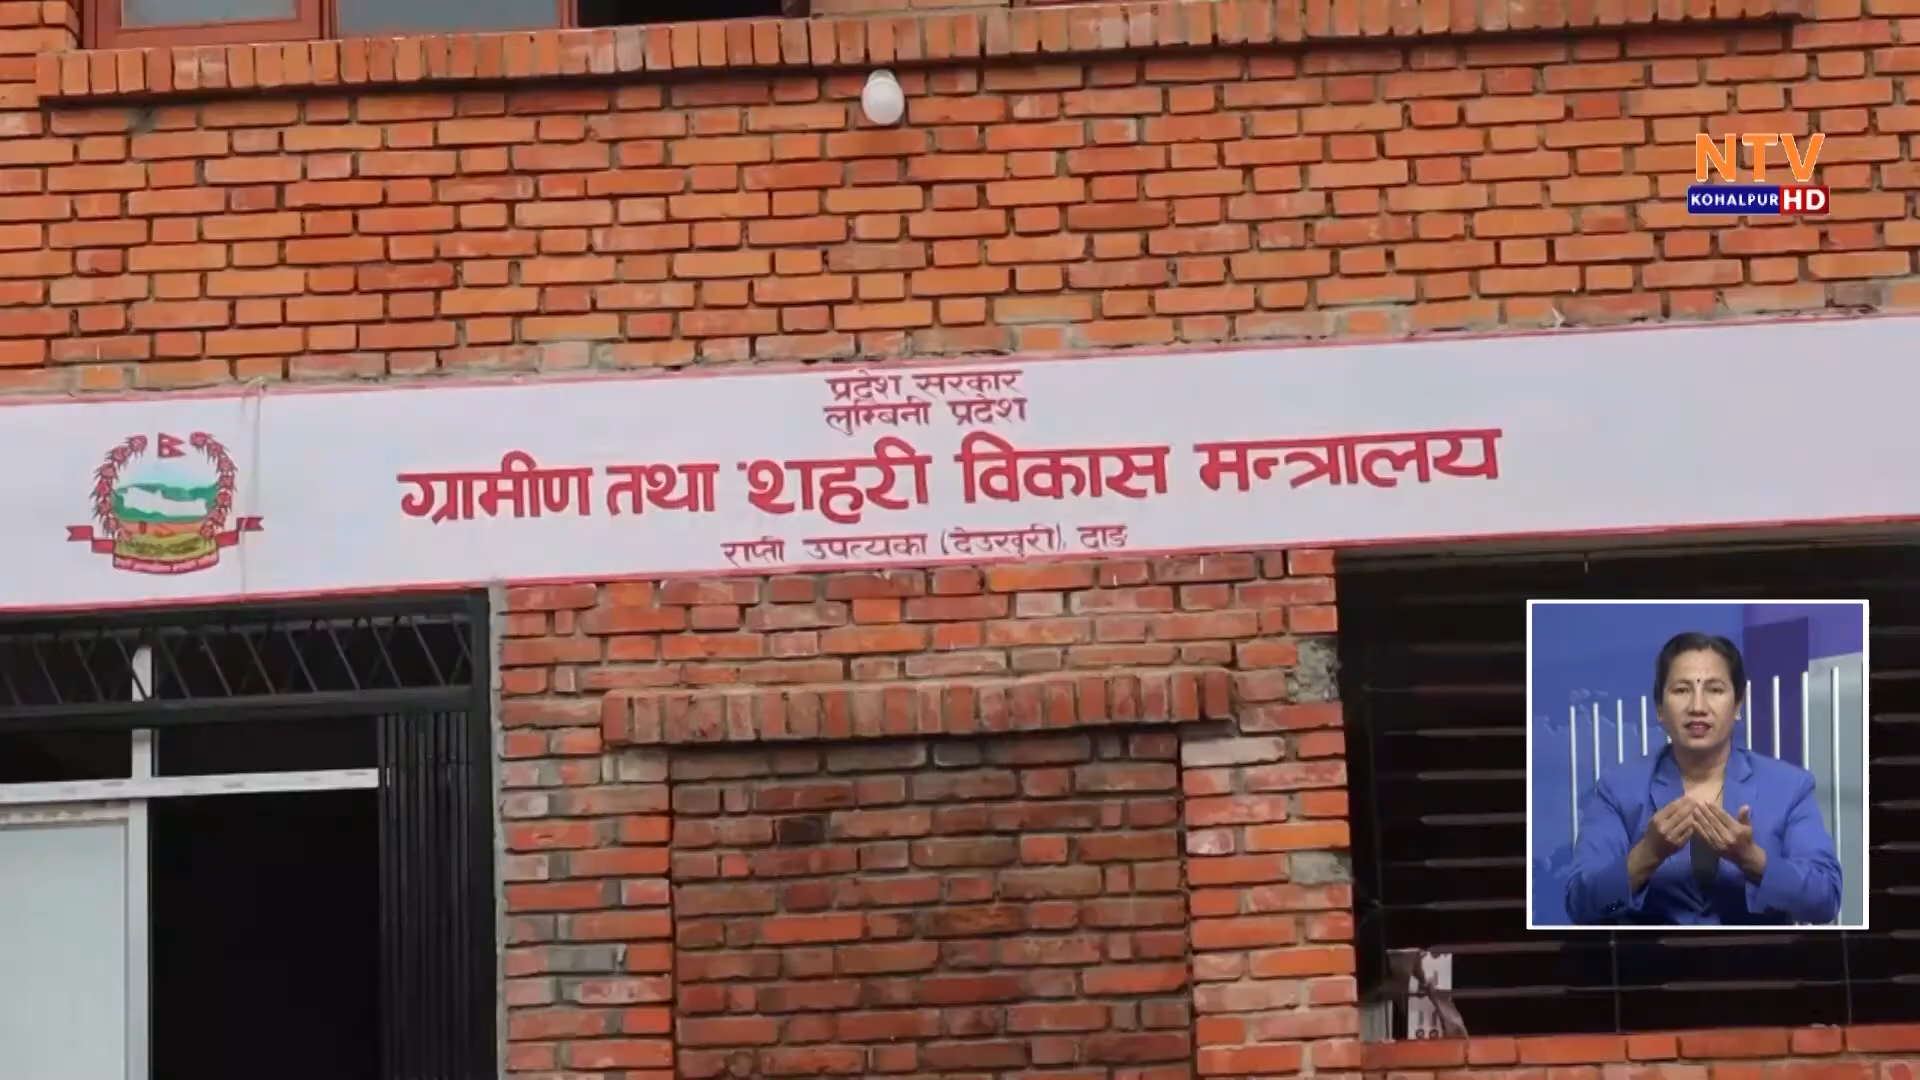 NTV
KOHALPUR HD
प्रदेश सरकार
लुम्बिनी प्रदेश
ग्रामीण तथा शहरी विकास मन्त्रालय
राप्ती उपत्यका (देउखुरी), दाङ